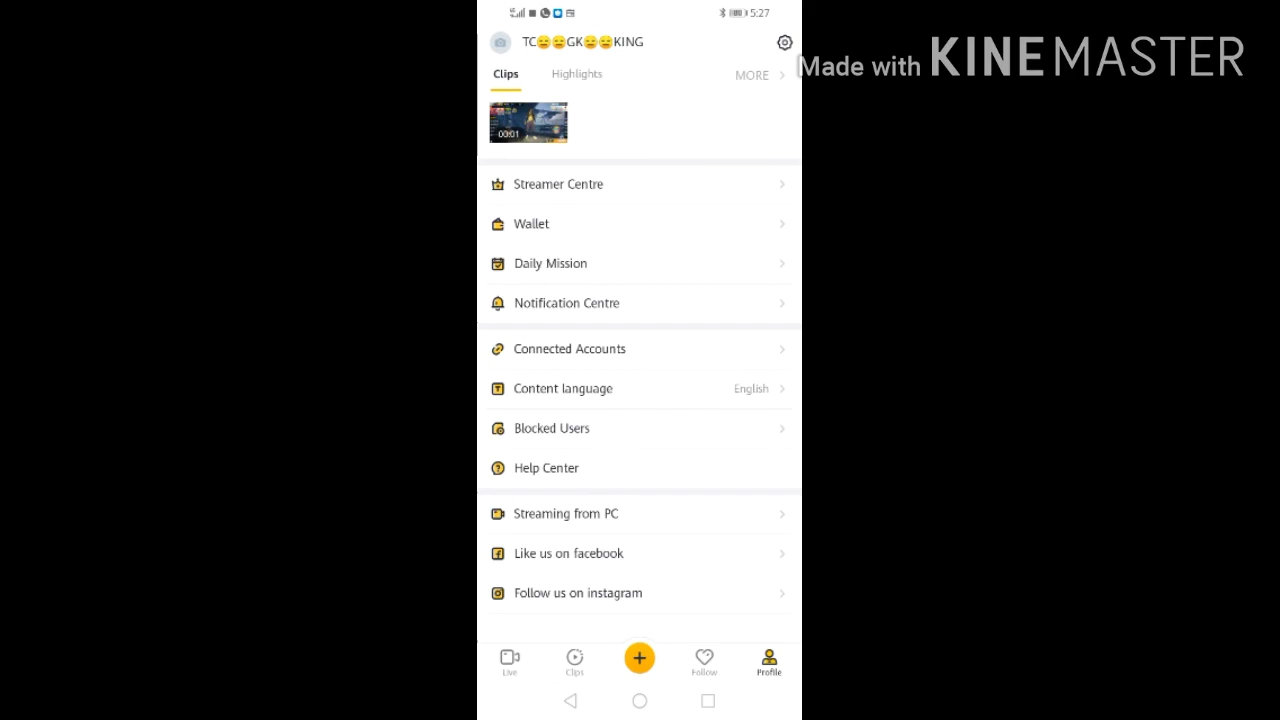 5:27
TC😑😑GK😑😑KING
Made with KINEMASTER
Clips Highlights MORE
00:01
Streamer Centre
Wallet
Daily Mission
Notification Centre
Connected Accounts
Content language English
Blocked Users
Help Center
Streaming from PC
Like us on facebook
Follow us on instagram
Live Clips Follow Profile